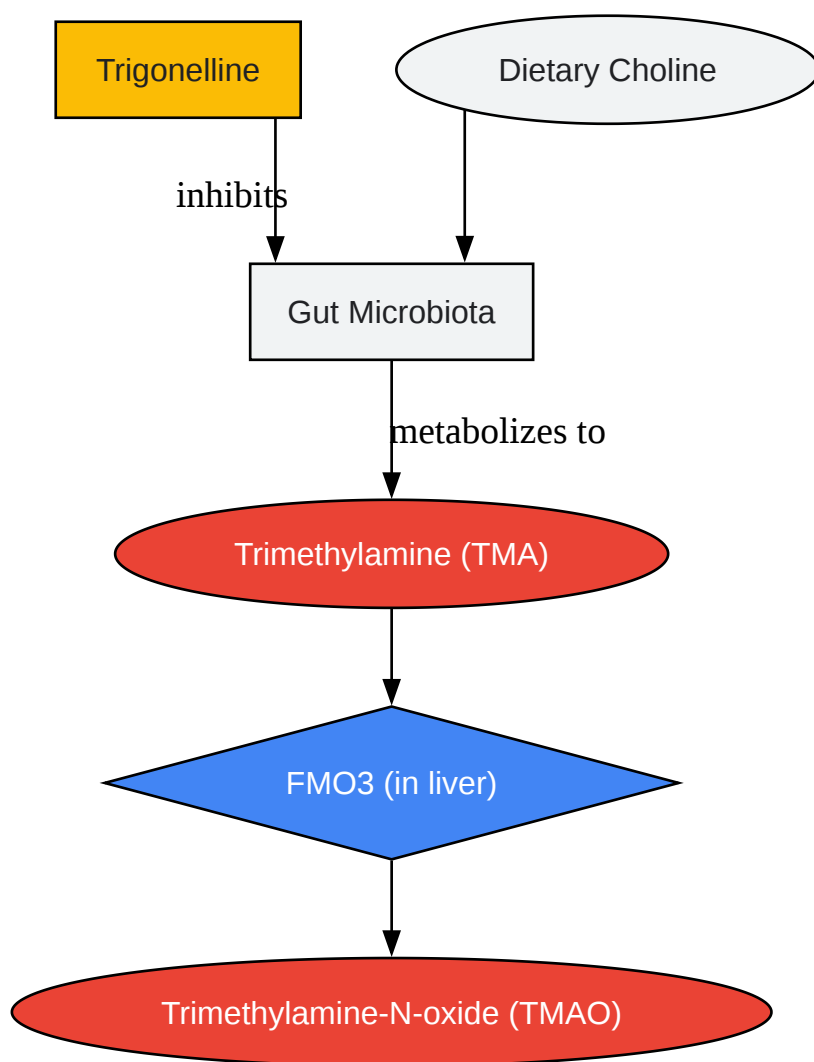 Trigonelline
Dietary Choline
inhibits
Gut Microbiota
metabolizes to
Trimethylamine (TMA)
FMO3 (in liver)
Trimethylamine-N-oxide (TMAO)